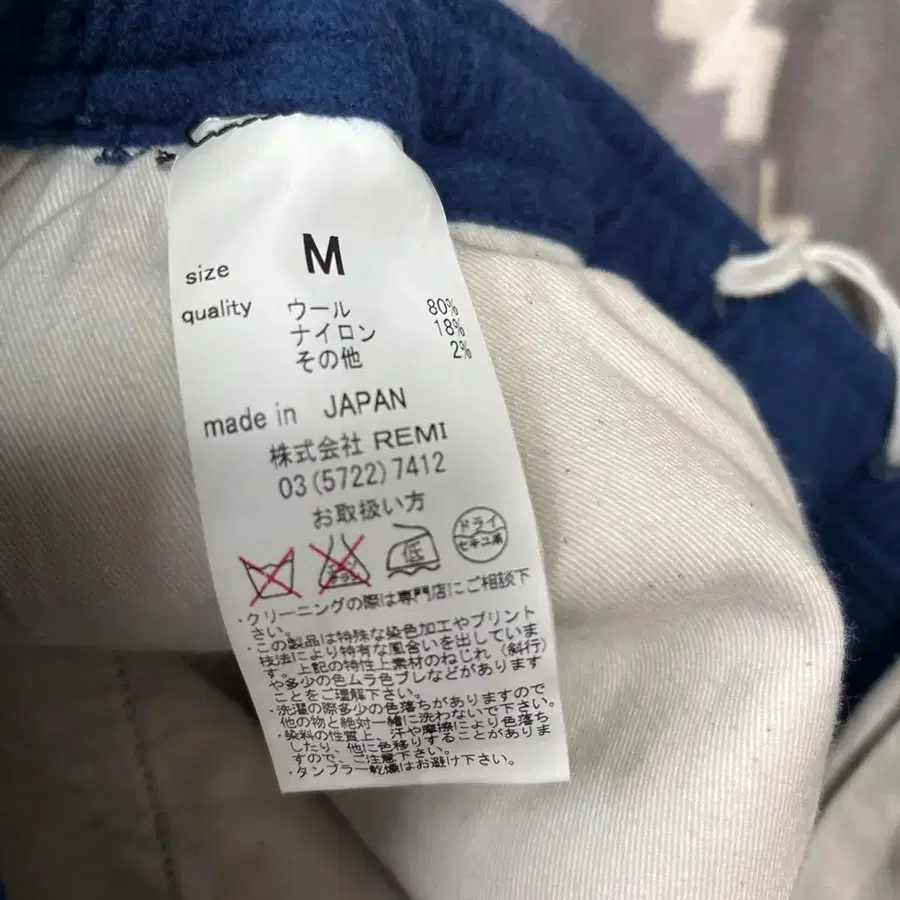 size M
quality ウール 80%
ナイロン 18%
その他 2%
made in JAPAN
株式会社 REMI
03(5722)7412
お取扱い方
エンソ サラシ 低 ドライ セキユ系
・クリーニングの際は専門店にご相談下
さい。
・この製品は特殊な染色加工やプリント
技法により特有な風合いを出していま
す。上記の特性上素材のねじれ(斜行)
や多少の色ムラ色ブレなどがあります
ことをご理解下さい。
・洗濯の際多少の色落ちがありますので
他の物と絶対一緒に洗わないで下さい。
・染料の性質上、汗や摩擦により色落ち
したり、他に色移りすることがありま
すので、ご注意下さい。
・タンブラー乾燥はお避け下さい。